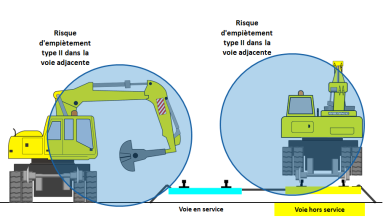 Risque
d'empiètement
type II dans la
voie adjacente
Risque
d'empiètement
type II dans la
voie adjacente
Voie en service
Voie hors service